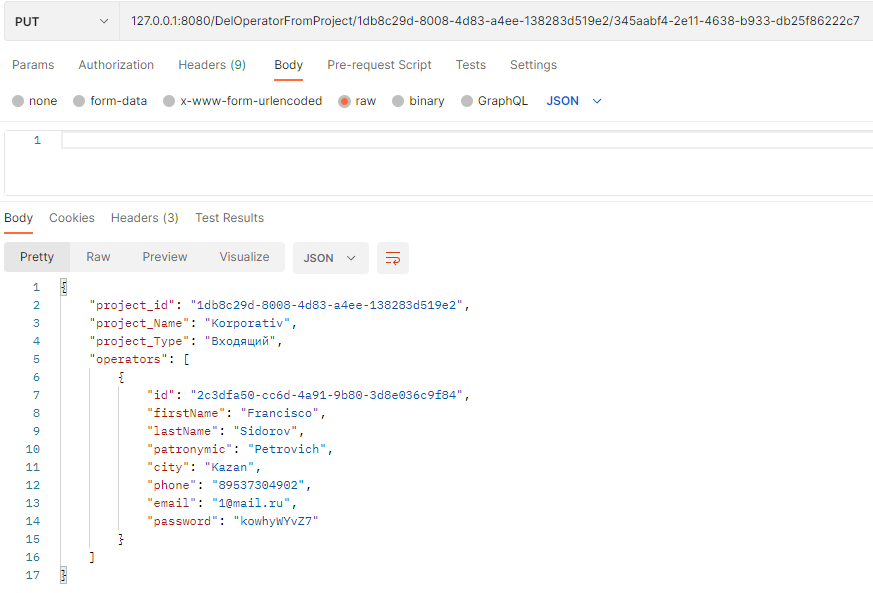 PUT 127.0.0.1:8080/DelOperatorFromProject/1db8c29d-8008-4d83-a4ee-138283d519e2/345aabf4-2e11-4638-b933-db25f86222c7
Params Authorization Headers (9) Body Pre-request Script Tests Settings
none form-data x-www-form-urlencoded raw binary GraphQL JSON
1
Body Cookies Headers (3) Test Results
Pretty Raw Preview Visualize JSON
1 {
2 "project_id": "1db8c29d-8008-4d83-a4ee-138283d519e2",
3 "project_Name": "Korporativ",
4 "project_Type": "Входящий",
5 "operators": [
6 {
7 "id": "2c3dfa50-cc6d-4a91-9b80-3d8e036c9f84",
8 "firstName": "Francisco",
9 "lastName": "Sidorov",
10 "patronymic": "Petrovich",
11 "city": "Kazan",
12 "phone": "89537304902",
13 "email": "1@mail.ru",
14 "password": "kowhyWYvZ7"
15 }
16 ]
17 }